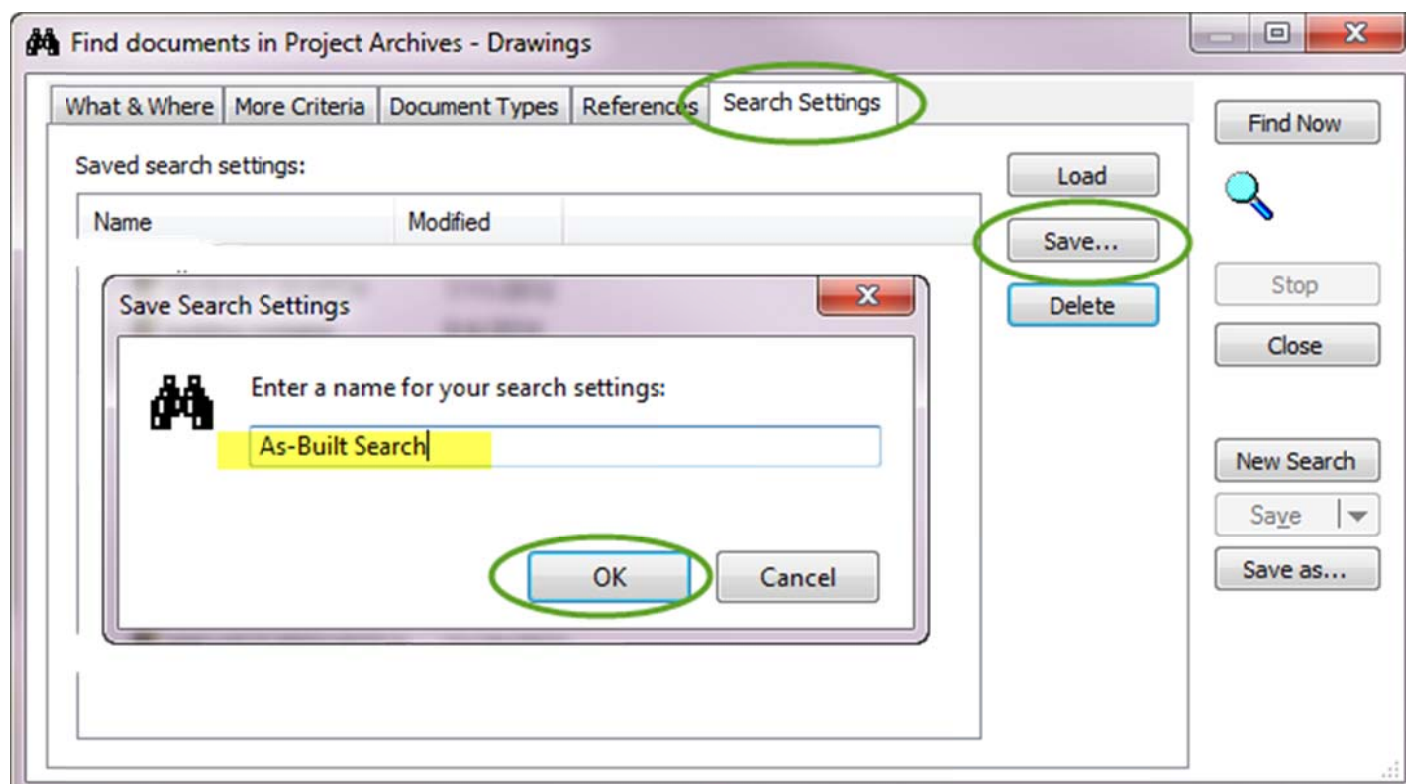 Find documents in Project Archives - Drawings
What & Where More Criteria Document Types References Search Settings
Find Now
Saved search settings:
Load
Name Modified
Save...
Stop
Save Search Settings
Delete
Close
Enter a name for your search settings:
As-Built Search
New Search
Save
OK Cancel
Save as...